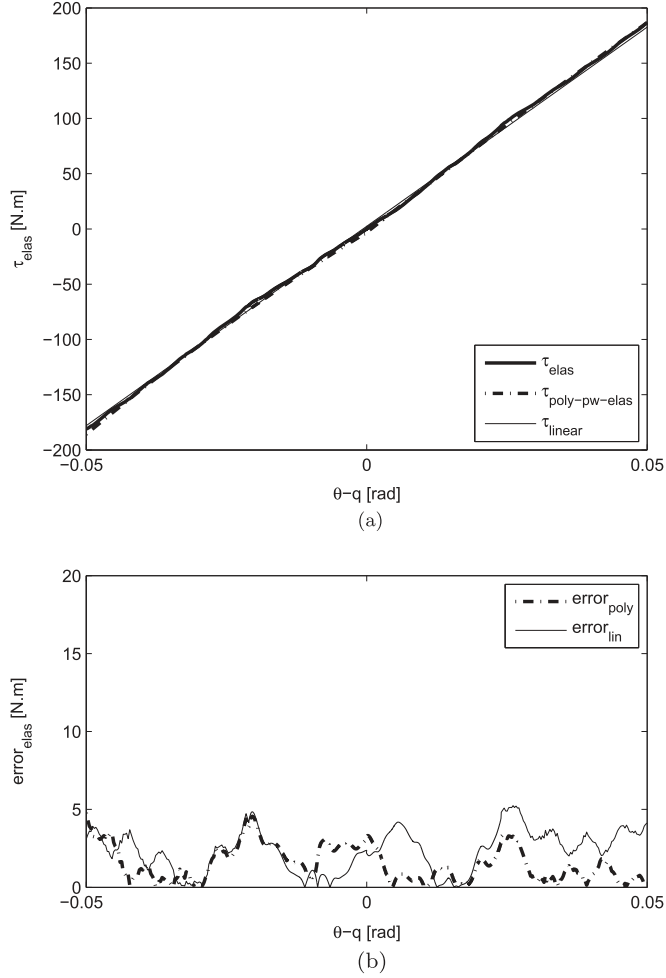 200
150
100
50
0
−50
−100
−150
−200
τelas [N.m]
τelas
τpoly−pw−elas
τlinear
−0.05 0 0.05
θ−q [rad]
(a)
20
15
10
5
0
errorelas [N.m]
errorpoly
errorlin
−0.05 0 0.05
θ−q [rad]
(b)